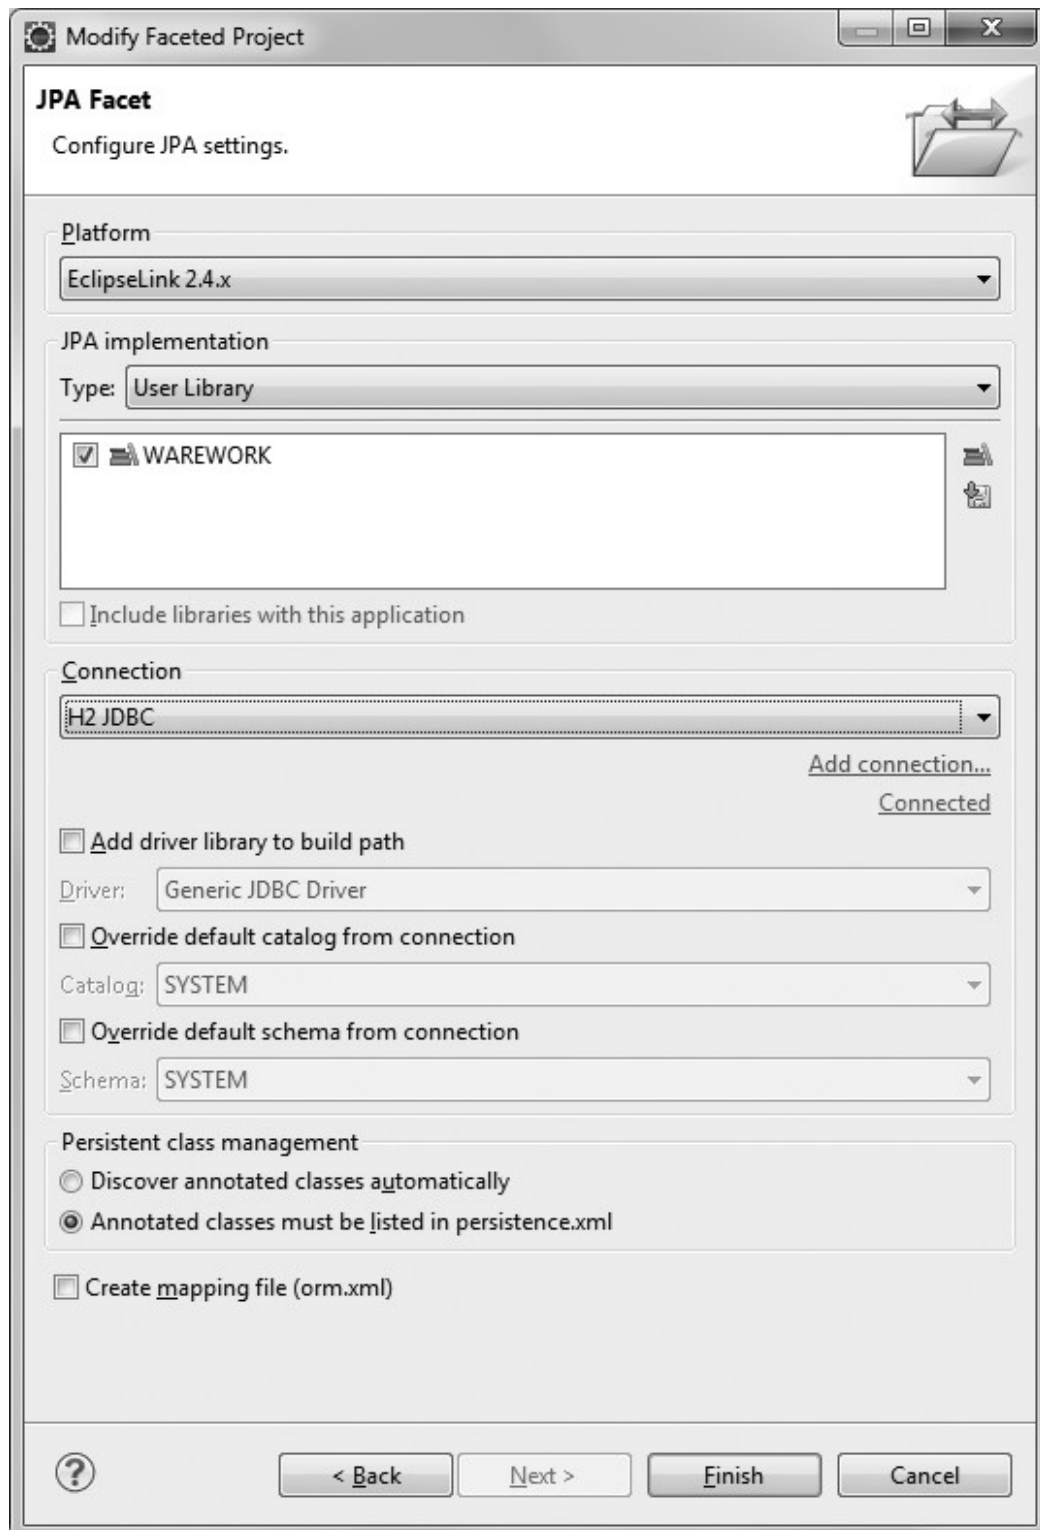 Modify Faceted Project
JPA Facet
Configure JPA settings.
Platform
EclipseLink 2.4.x
JPA implementation
Type: User Library
WAREWORK
Include libraries with this application
Connection
H2 JDBC
Add connection...
Connected
Add driver library to build path
Driver: Generic JDBC Driver
Override default catalog from connection
Catalog: SYSTEM
Override default schema from connection
Schema: SYSTEM
Persistent class management
Discover annotated classes automatically
Annotated classes must be listed in persistence.xml
Create mapping file (orm.xml)
? < Back Next > Finish Cancel